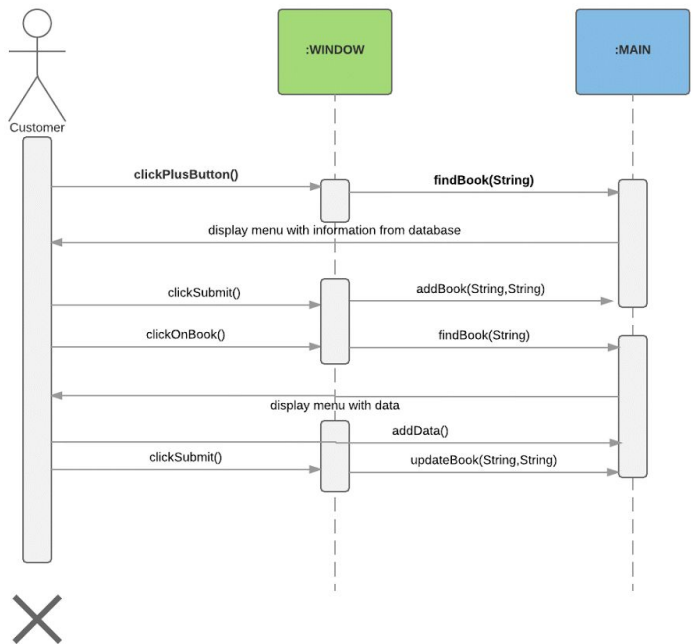 :WINDOW
:MAIN
Customer
clickPlusButton()
findBook(String)
display menu with information from database
clickSubmit()
addBook(String,String)
clickOnBook()
findBook(String)
display menu with data
addData()
clickSubmit()
updateBook(String,String)